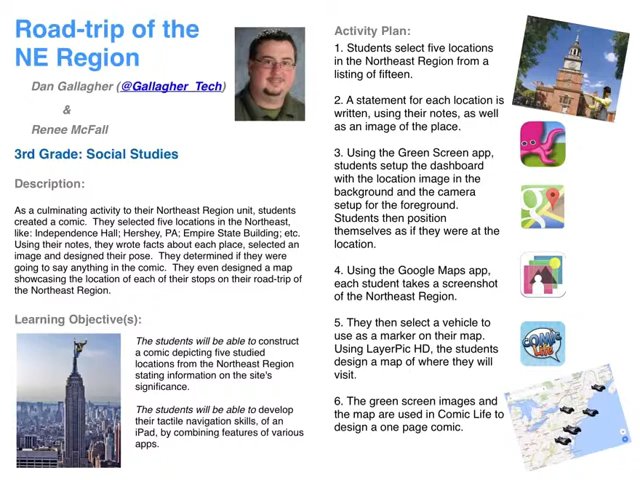 Road-trip of the
NE Region
Dan Gallagher (@Gallagher_Tech)
&
Renee McFall
3rd Grade: Social Studies
Description:
As a culminating activity to their Northeast Region unit, students
created a comic.  They selected five locations in the Northeast,
like: Independence Hall; Hershey, PA; Empire State Building; etc.
Using their notes, they wrote facts about each place, selected an
image and designed their pose.  They determined if they were
going to say anything in the comic.  They even designed a map
showcasing the location of each of their stops on their road-trip of
the Northeast Region.
Learning Objective(s):
The students will be able to construct
a comic depicting five studied
locations from the Northeast Region
stating information on the site's
significance.
The students will be able to develop
their tactile navigation skills, of an
iPad, by combining features of various
apps.
Activity Plan:
1. Students select five locations
in the Northeast Region from a
listing of fifteen.
2. A statement for each location is
written, using their notes, as well
as an image of the place.
3. Using the Green Screen app,
students setup the dashboard
with the location image in the
background and the camera
setup for the foreground.
Students then position
themselves as if they were at the
location.
4. Using the Google Maps app,
each student takes a screenshot
of the Northeast Region.
5. They then select a vehicle to
use as a marker on their map.
Using LayerPic HD, the students
design a map of where they will
visit.
6. The green screen images and
the map are used in Comic Life to
design a one page comic.
COMIC
Life